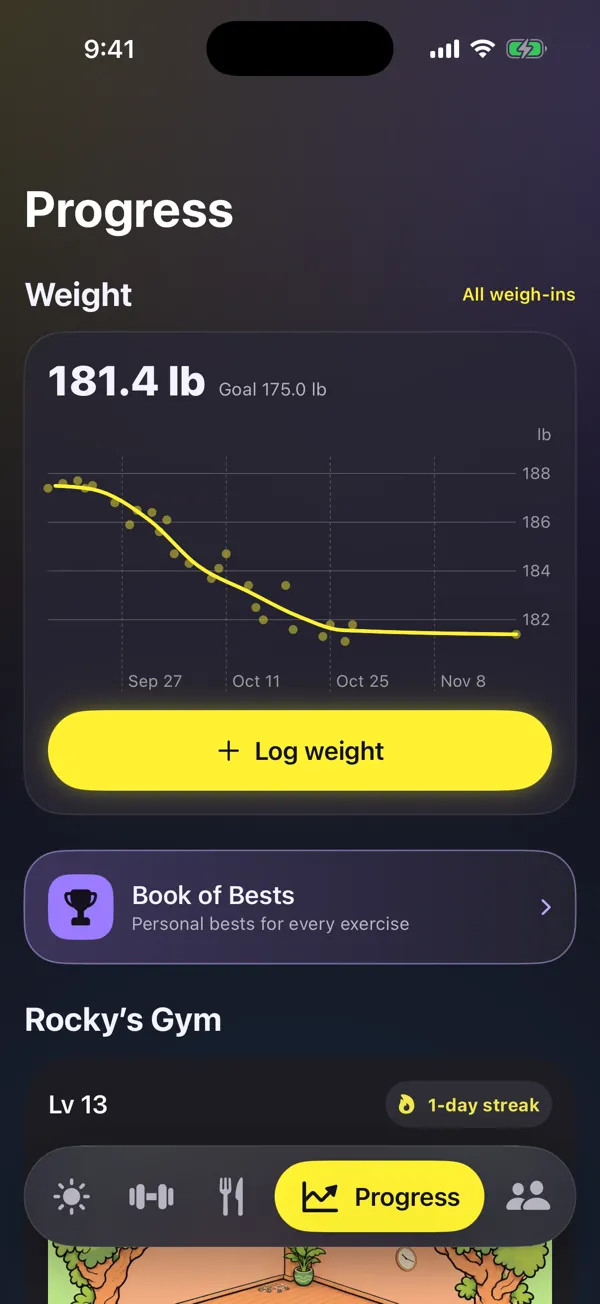 9:41
Progress
Weight
All weigh-ins
181.4 lb Goal 175.0 lb
lb
188
186
184
182
Sep 27 Oct 11 Oct 25 Nov 8
+ Log weight
Book of Bests
Personal bests for every exercise
Rocky’s Gym
Lv 13
1-day streak
Progress